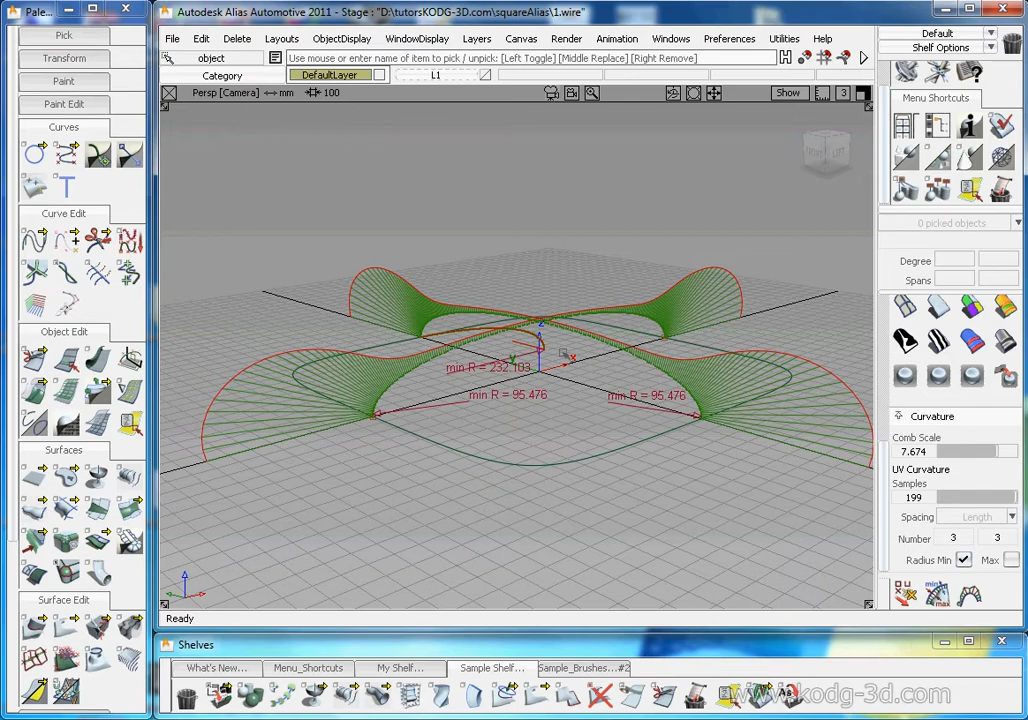 Pale...
Autodesk Alias Automotive 2011 - Stage : "D:\tutorsKODG-3D.com\squareAlias\1.wire"
Pick
Transform
Paint
Paint Edit
Curves
Curve Edit
Object Edit
Surfaces
Surface Edit
File Edit Delete Layouts ObjectDisplay WindowDisplay Layers Canvas Render Animation Windows Preferences Utilities Help
object
Use mouse or enter name of item to pick / unpick: [Left Toggle] [Middle Replace] [Right Remove]
Category DefaultLayer L1
Persp [Camera] mm 100 Show 3
LEFT
z
y
x
min R = 232.103
min R = 95.476
min R = 95.476
Ready
Default
Shelf Options
Menu Shortcuts
0 picked objects
Degree
Spans
Curvature
Comb Scale
7.674
UV Curvature
Samples
199
Spacing Length
Number 3 3
Radius Min Max
Shelves
What's New... Menu_Shortcuts My Shelf... Sample Shelf... Sample_Brushes...#2
www.kodg-3d.com